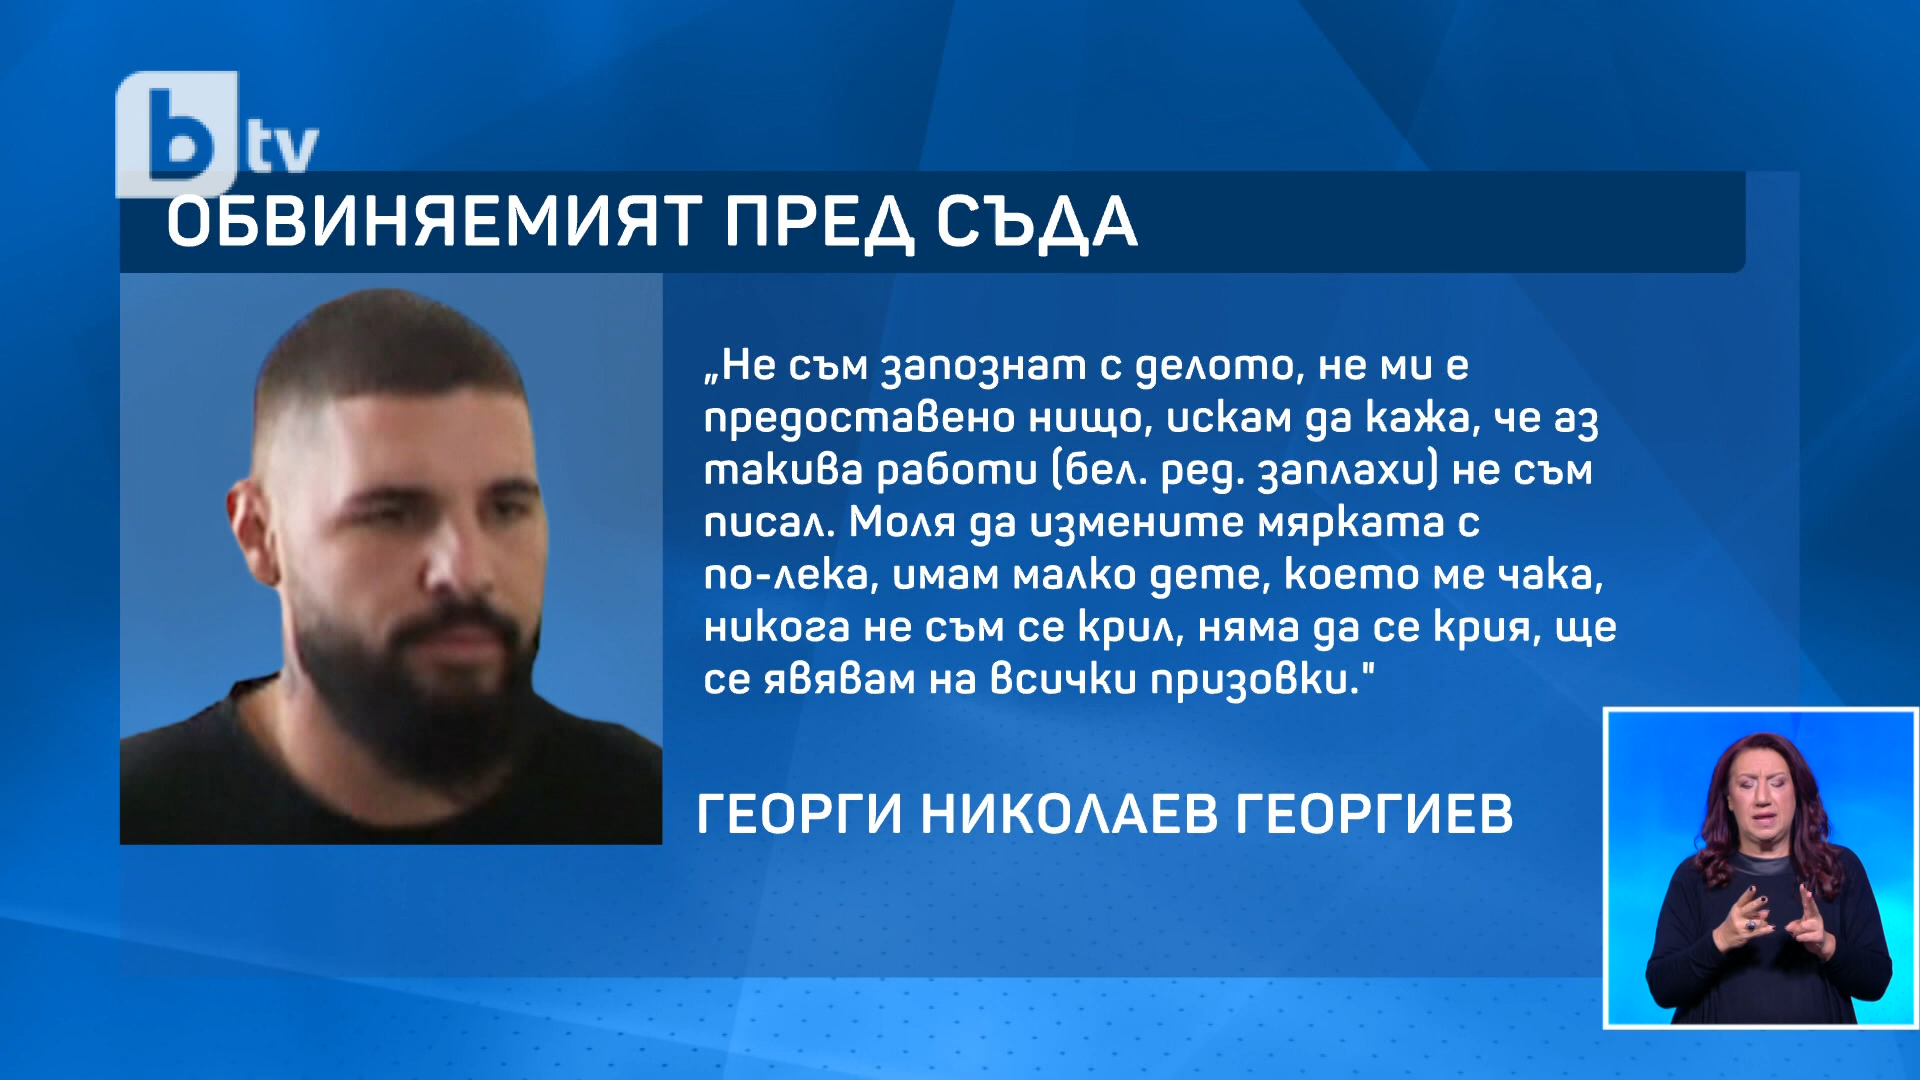 b tv
ОБВИНЯЕМИЯТ ПРЕД СЪДА
„Не съм запознат с делото, не ми е
предоставено нищо, искам да кажа, че аз
такива работи (бел. ред. заплахи) не съм
писал. Моля да измените мярката с
по-лека, имам малко дете, което ме чака,
никога не съм се крил, няма да се крия, ще
се явявам на всички призовки."
ГЕОРГИ НИКОЛАЕВ ГЕОРГИЕВ